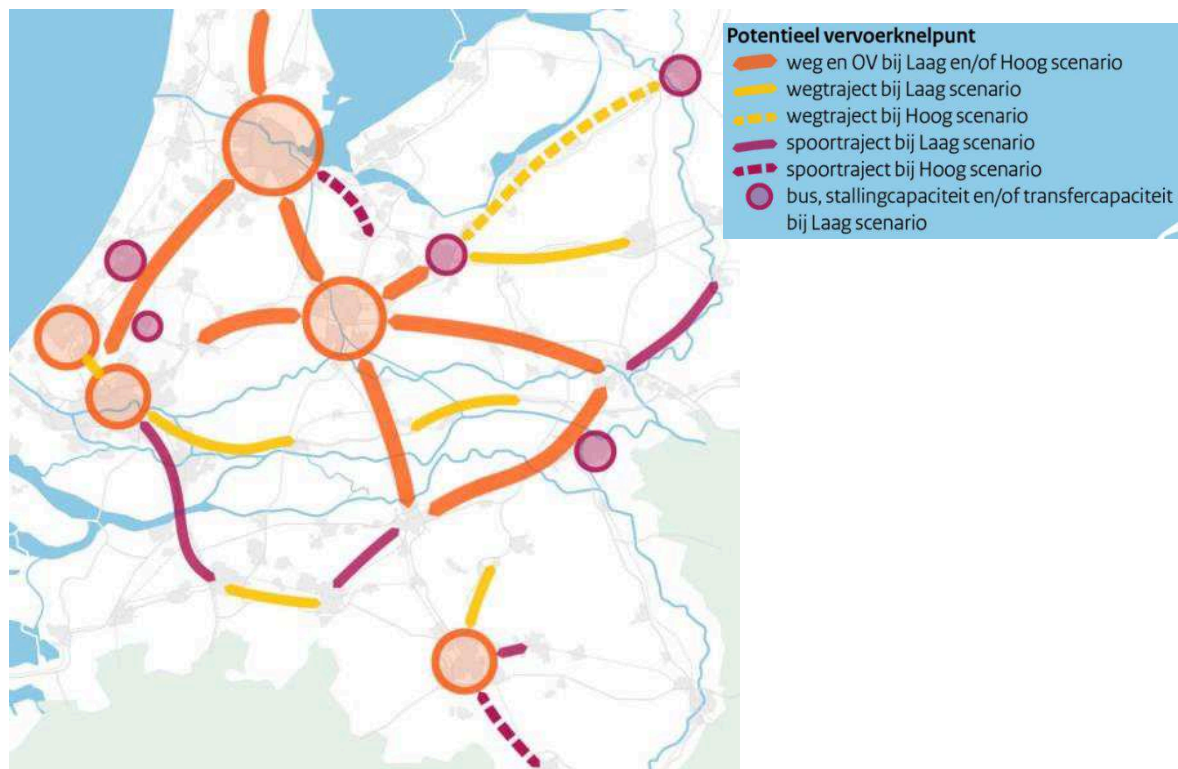 Potentieel vervoerknelpunt
weg en OV bij Laag en/of Hoog scenario
wegtraject bij Laag scenario
wegtraject bij Hoog scenario
spoortraject bij Laag scenario
spoortraject bij Hoog scenario
bus, stallingcapaciteit en/of transfercapaciteit
bij Laag scenario